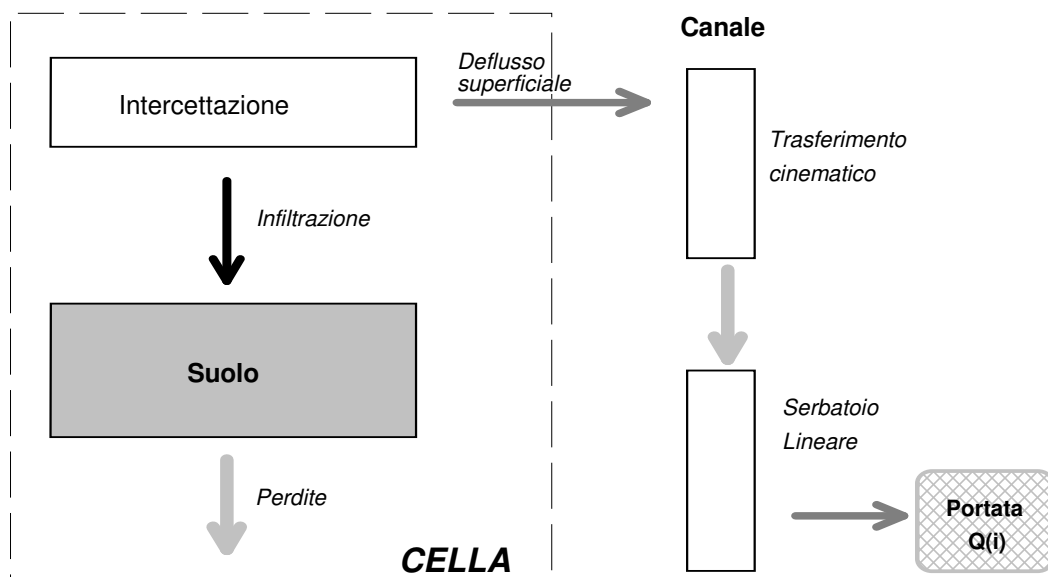 Canale
Deflusso
superficiale
Intercettazione
Trasferimento
cinematico
Infiltrazione
Suolo
Serbatoio
Lineare
Perdite
Portata
Q(i)
CELLA